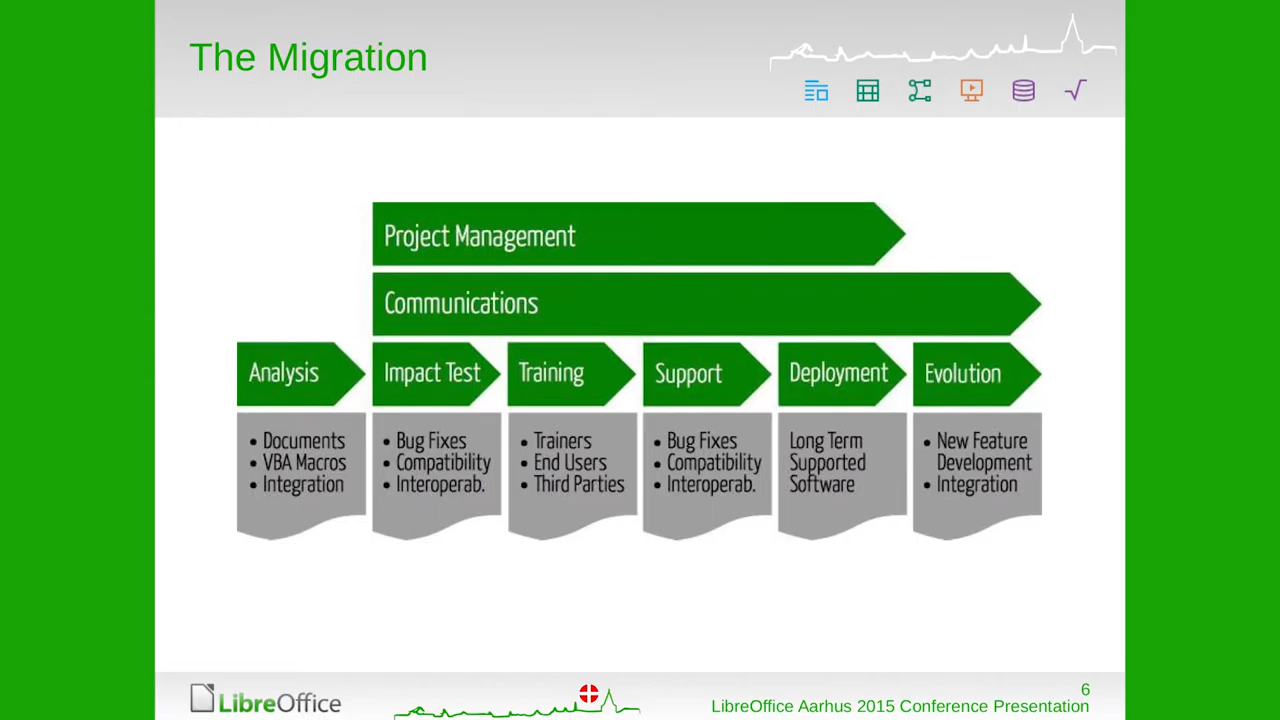 The Migration
Project Management
Communications
Analysis
Impact Test
Training
Support
Deployment
Evolution
• Documents
• VBA Macros
• Integration
• Bug Fixes
• Compatibility
• Interoperab.
• Trainers
• End Users
• Third Parties
• Bug Fixes
• Compatibility
• Interoperab.
Long Term
Supported
Software
• New Feature
Development
• Integration
LibreOffice
6
LibreOffice Aarhus 2015 Conference Presentation